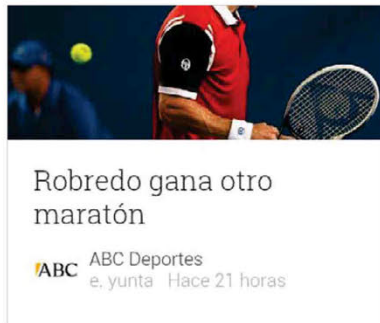 Robredo gana otro
maratón
ABC
ABC Deportes
e. yunta Hace 21 horas